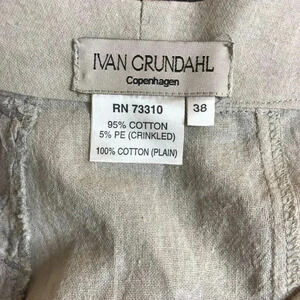 IVAN GRUNDAHL
Copenhagen
RN 73310
38
95% COTTON
5% PE (CRINKLED)
100% COTTON (PLAIN)